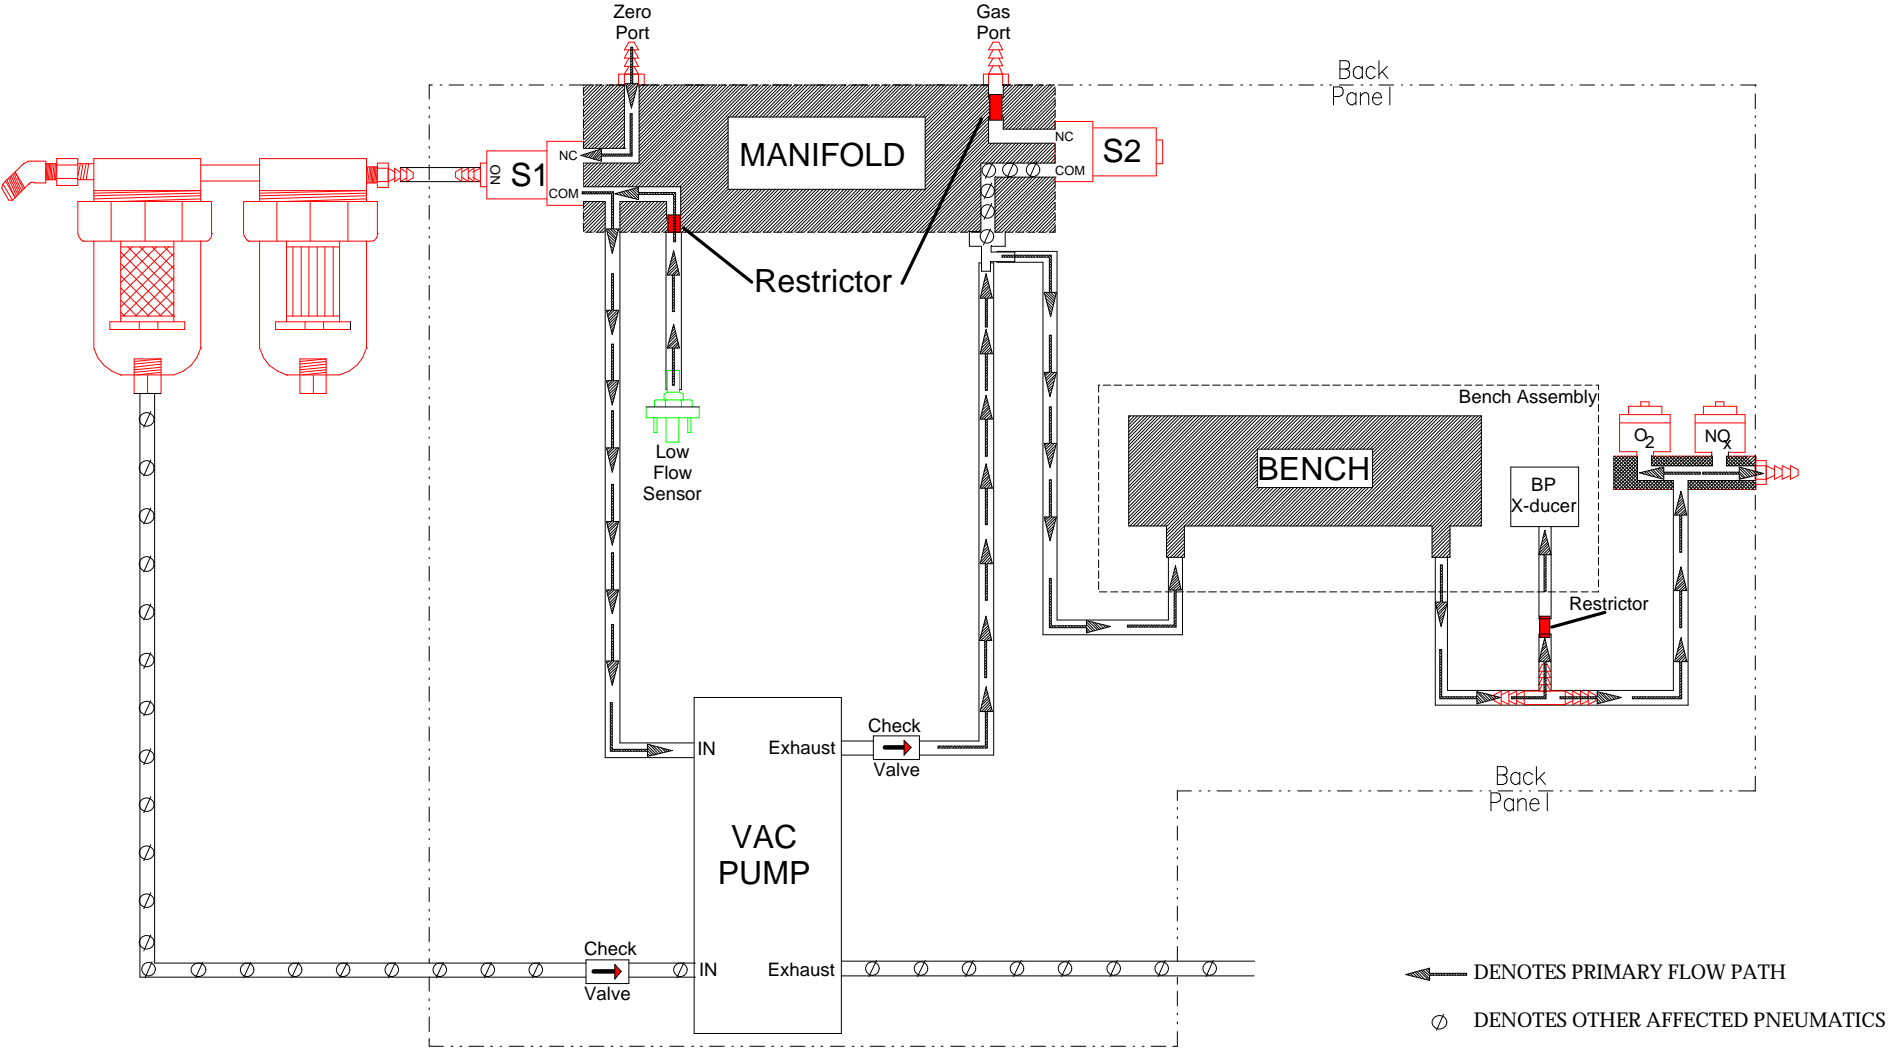 Zero
Port
Gas
Port
Back
Panel
MANIFOLD
NC
S1
NO
COM
NC
S2
COM
Restrictor
Low
Flow
Sensor
Bench Assembly
BENCH
BP
X-ducer
O2
NOx
Restrictor
Check
Valve
IN
Exhaust
VAC
PUMP
Back
Panel
Check
Valve
IN
Exhaust
DENOTES PRIMARY FLOW PATH
DENOTES OTHER AFFECTED PNEUMATICS